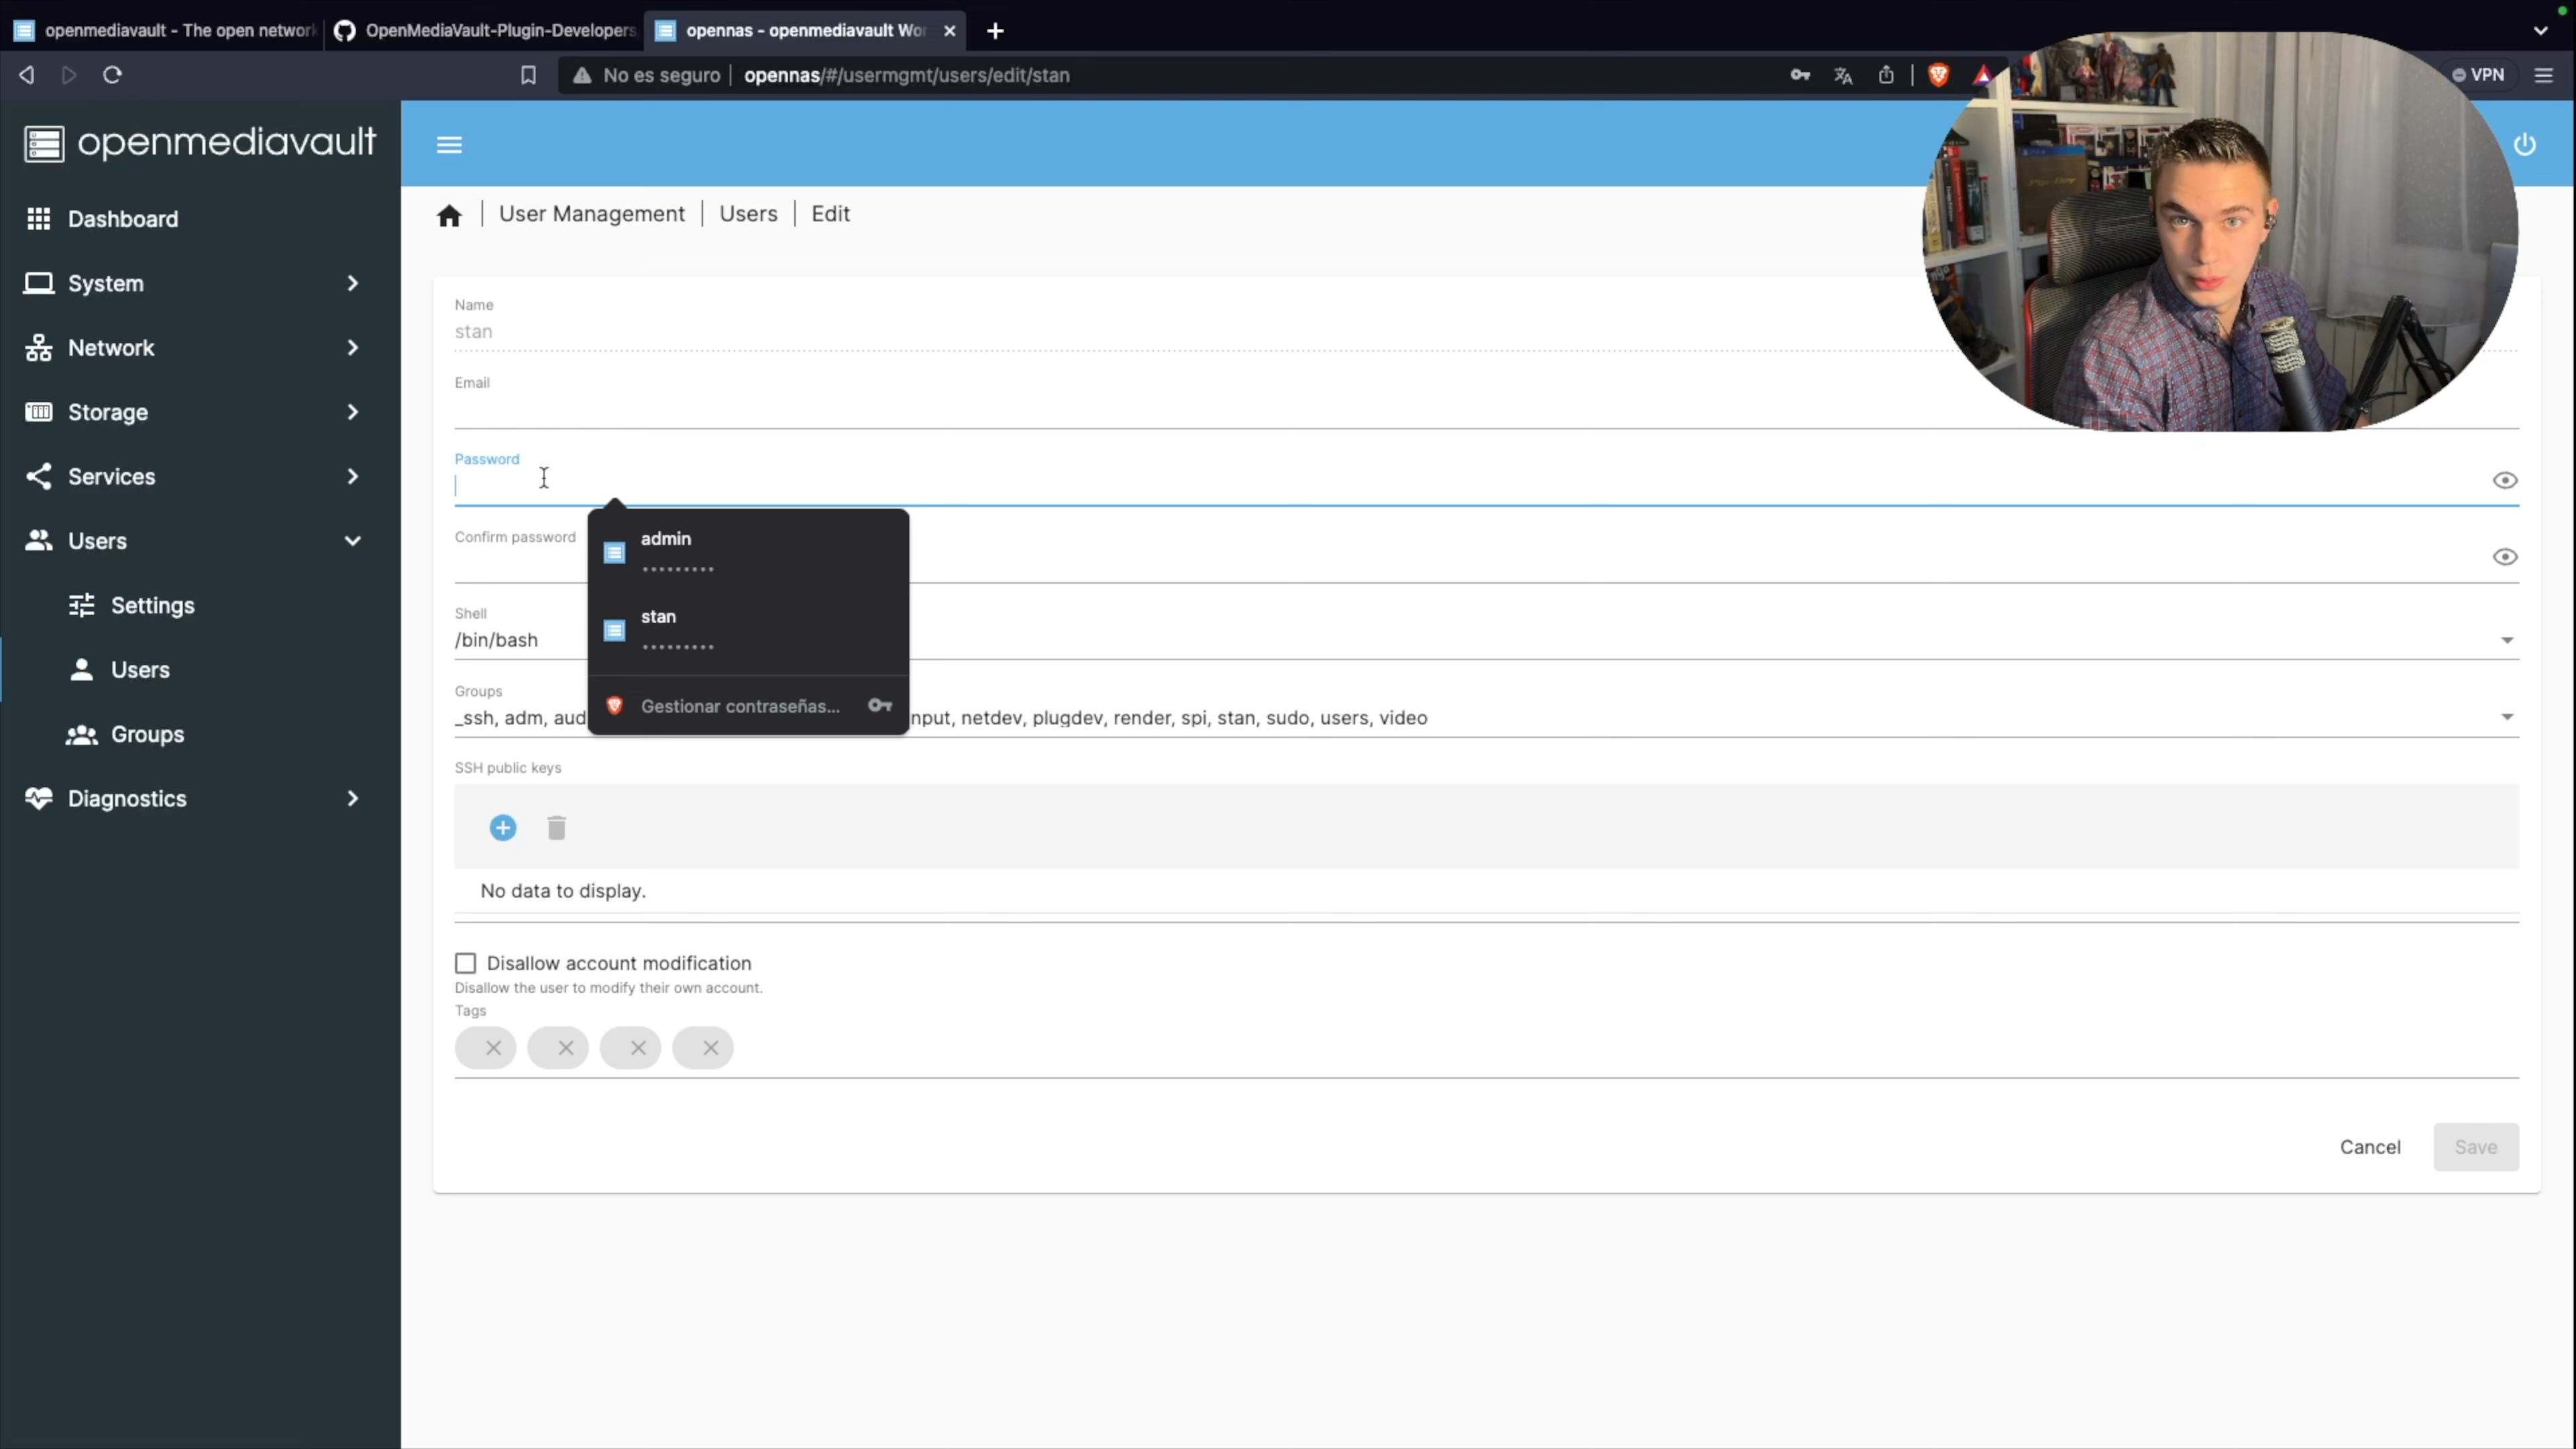 openmediavault - The open network
OpenMediaVault-Plugin-Developers
opennas - openmediavault Wor
No es seguro
opennas/#/usermgmt/users/edit/stan
VPN
openmediavault
Dashboard
System
Network
Storage
Services
Users
Settings
Users
Groups
Diagnostics
User Management | Users | Edit
Name
stan
Email
Password
Confirm password
admin
stan
Gestionar contraseñas...
Shell
/bin/bash
Groups
_ssh, adm, aud
nput, netdev, plugdev, render, spi, stan, sudo, users, video
SSH public keys
No data to display.
Disallow account modification
Disallow the user to modify their own account.
Tags
Cancel
Save